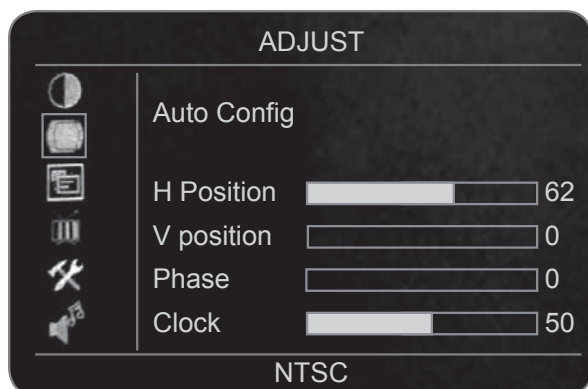 ADJUST
Auto Config
H Position 62
V position 0
Phase 0
Clock 50
NTSC